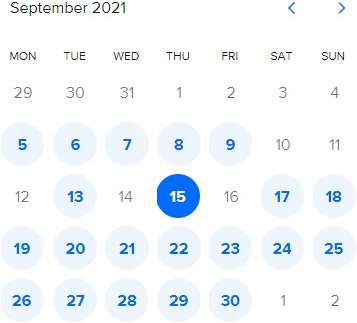 September 2021
MON TUE WED THU FRI SAT SUN
29 30 31 1 2 3 4
5 6 7 8 9 10 11
12 13 14 15 16 17 18
19 20 21 22 23 24 25
26 27 28 29 30 1 2